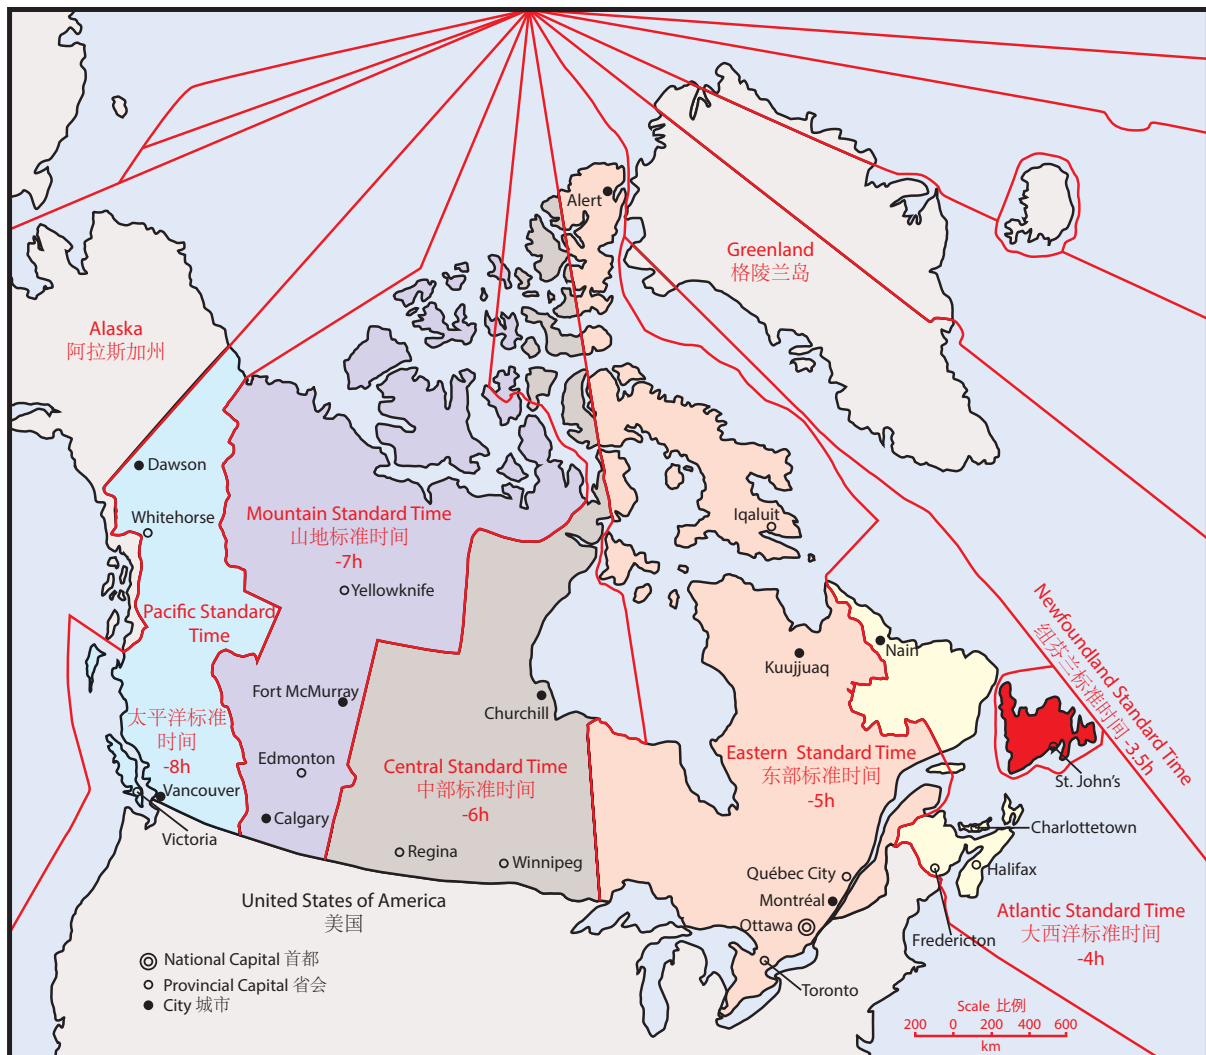 Alert
Greenland
格陵兰岛
Alaska
阿拉斯加州
Dawson
Whitehorse
Mountain Standard Time
山地标准时间
-7h
Iqaluit
Yellowknife
Pacific Standard
Time
太平洋标准
时间
-8h
Newfoundland Standard Time
纽芬兰标准时间 -3.5h
Nain
Kuujjuaq
Fort McMurray
Churchill
Edmonton
Central Standard Time
中部标准时间
-6h
Eastern Standard Time
东部标准时间
-5h
St. John's
Vancouver
Victoria
Calgary
Charlottetown
Regina
Winnipeg
Halifax
Québec City
Montréal
Ottawa
United States of America
美国
Atlantic Standard Time
大西洋标准时间
-4h
Fredericton
Toronto
National Capital 首都
Provincial Capital 省会
City 城市
Scale 比例
200 0 200 400 600
km